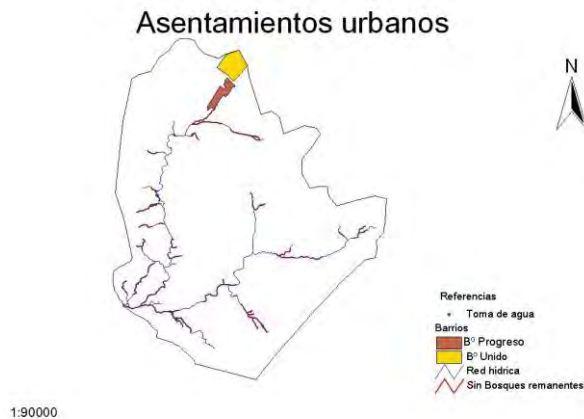 Asentamientos urbanos
N
Referencias
Toma de agua
Barrios
Bº Progreso
Bº Unido
Red hídrica
Sin Bosques remanentes
1:90000